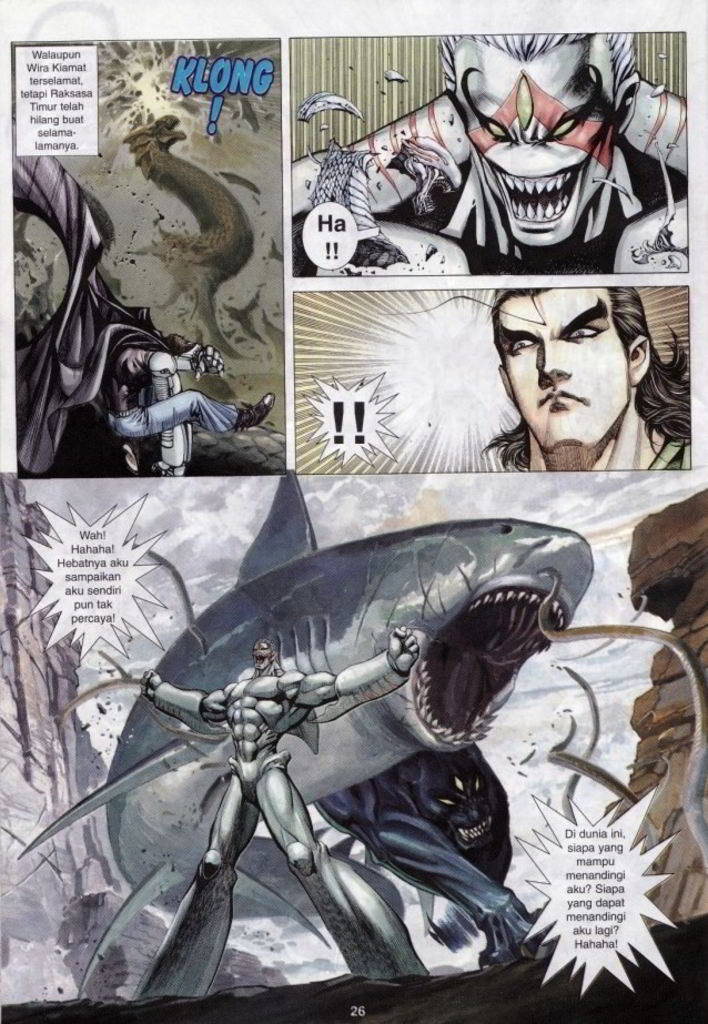 Walaupun
Wira Kiamat
terselamat,
tetapi Raksasa
Timur telah
hilang buat
selama-
lamanya.
KLONG
!
Ha
!!
!!
Wah!
Hahaha!
Hebatnya aku
sampaikan
aku sendiri
pun tak
percaya!
Di dunia ini,
siapa yang
mampu
menandingi
aku? Siapa
yang dapat
menandingi
aku lagi?
Hahaha!
26